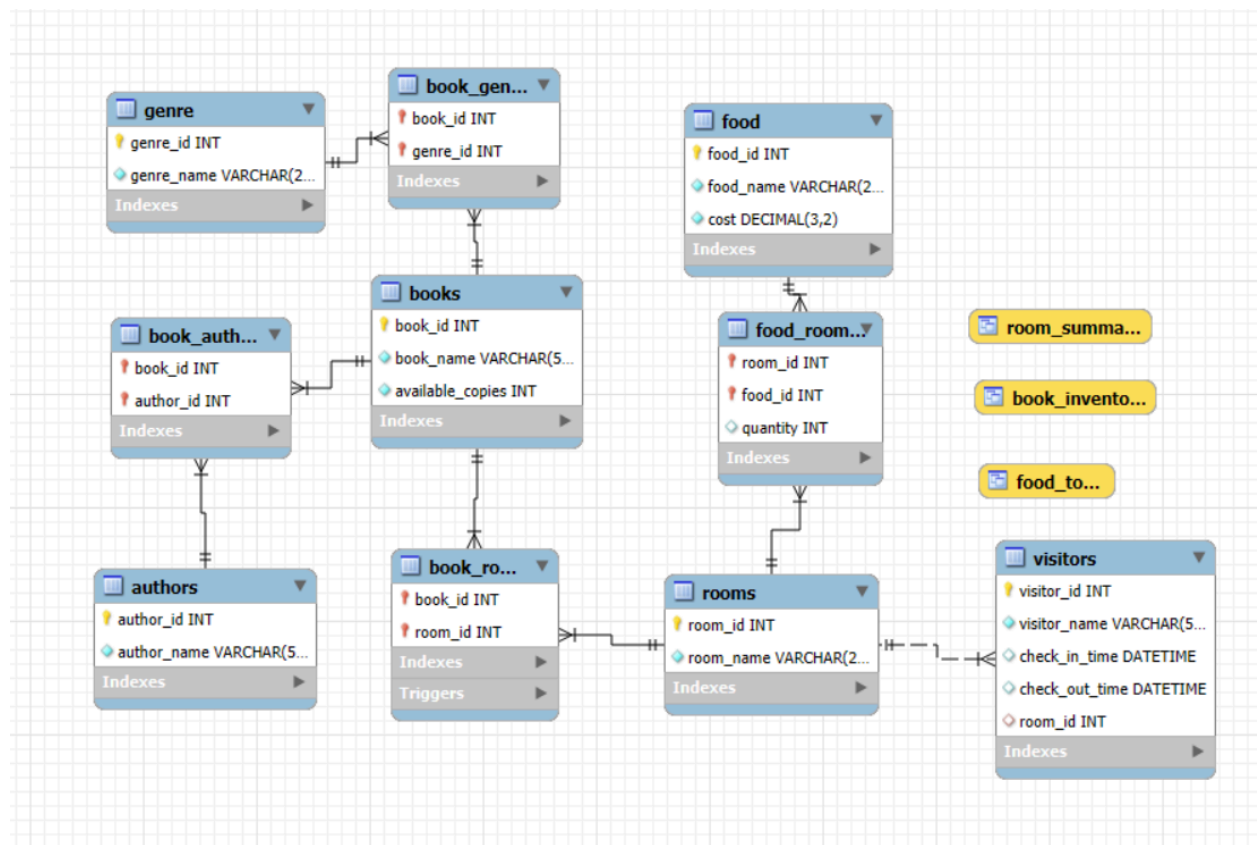 genre
genre_id INT
genre_name VARCHAR(2...
Indexes
book_gen...
book_id INT
genre_id INT
Indexes
food
food_id INT
food_name VARCHAR(2...
cost DECIMAL(3,2)
Indexes
books
book_id INT
book_name VARCHAR(5...
available_copies INT
Indexes
book_auth...
book_id INT
author_id INT
Indexes
food_room...
room_id INT
food_id INT
quantity INT
Indexes
room_summa...
book_invento...
food_to...
authors
author_id INT
author_name VARCHAR(5...
Indexes
book_ro...
book_id INT
room_id INT
Indexes
Triggers
rooms
room_id INT
room_name VARCHAR(2...
Indexes
visitors
visitor_id INT
visitor_name VARCHAR(5...
check_in_time DATETIME
check_out_time DATETIME
room_id INT
Indexes